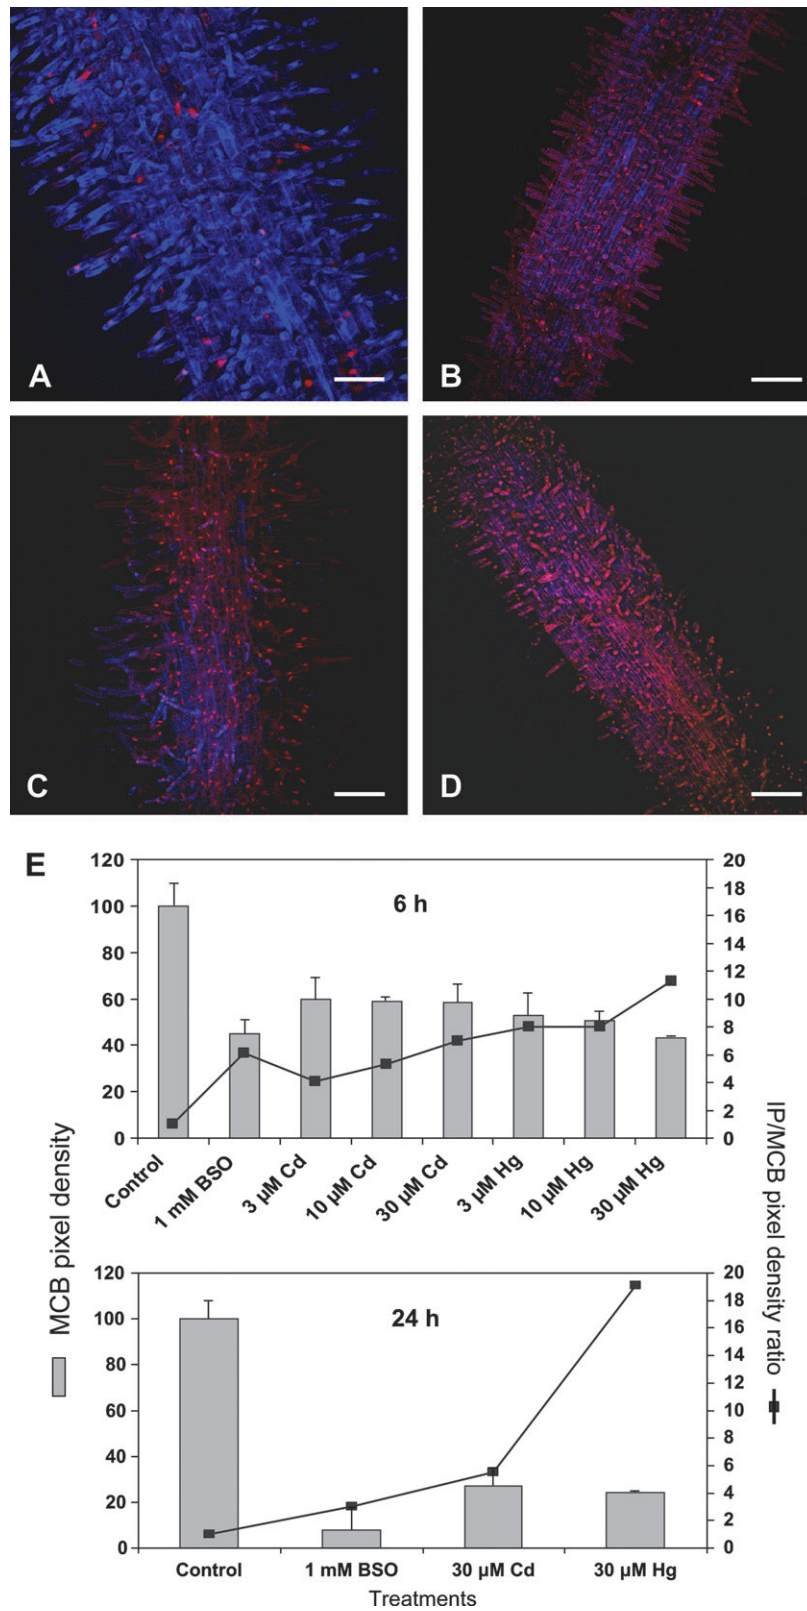 A
B
C
D
E
6 h
120
100
80
60
40
20
0
20
18
16
14
12
10
8
6
4
2
0
Control
1 mM BSO
3 µM Cd
10 µM Cd
30 µM Cd
3 µM Hg
10 µM Hg
30 µM Hg
MCB pixel density
IP/MCB pixel density ratio
24 h
120
100
80
60
40
20
0
20
18
16
14
12
10
8
6
4
2
0
Control
1 mM BSO
30 µM Cd
30 µM Hg
Treatments